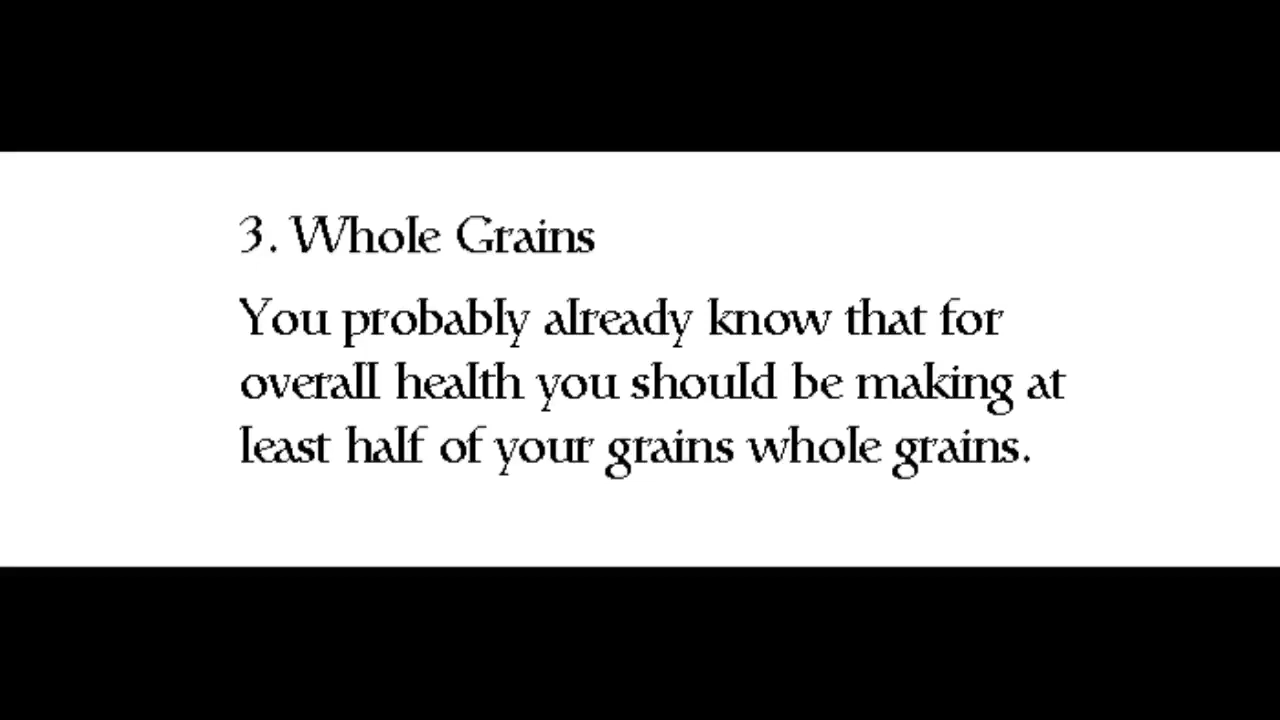 3. Whole Grains
You probably already know that for
overall health you should be making at
least half of your grains whole grains.